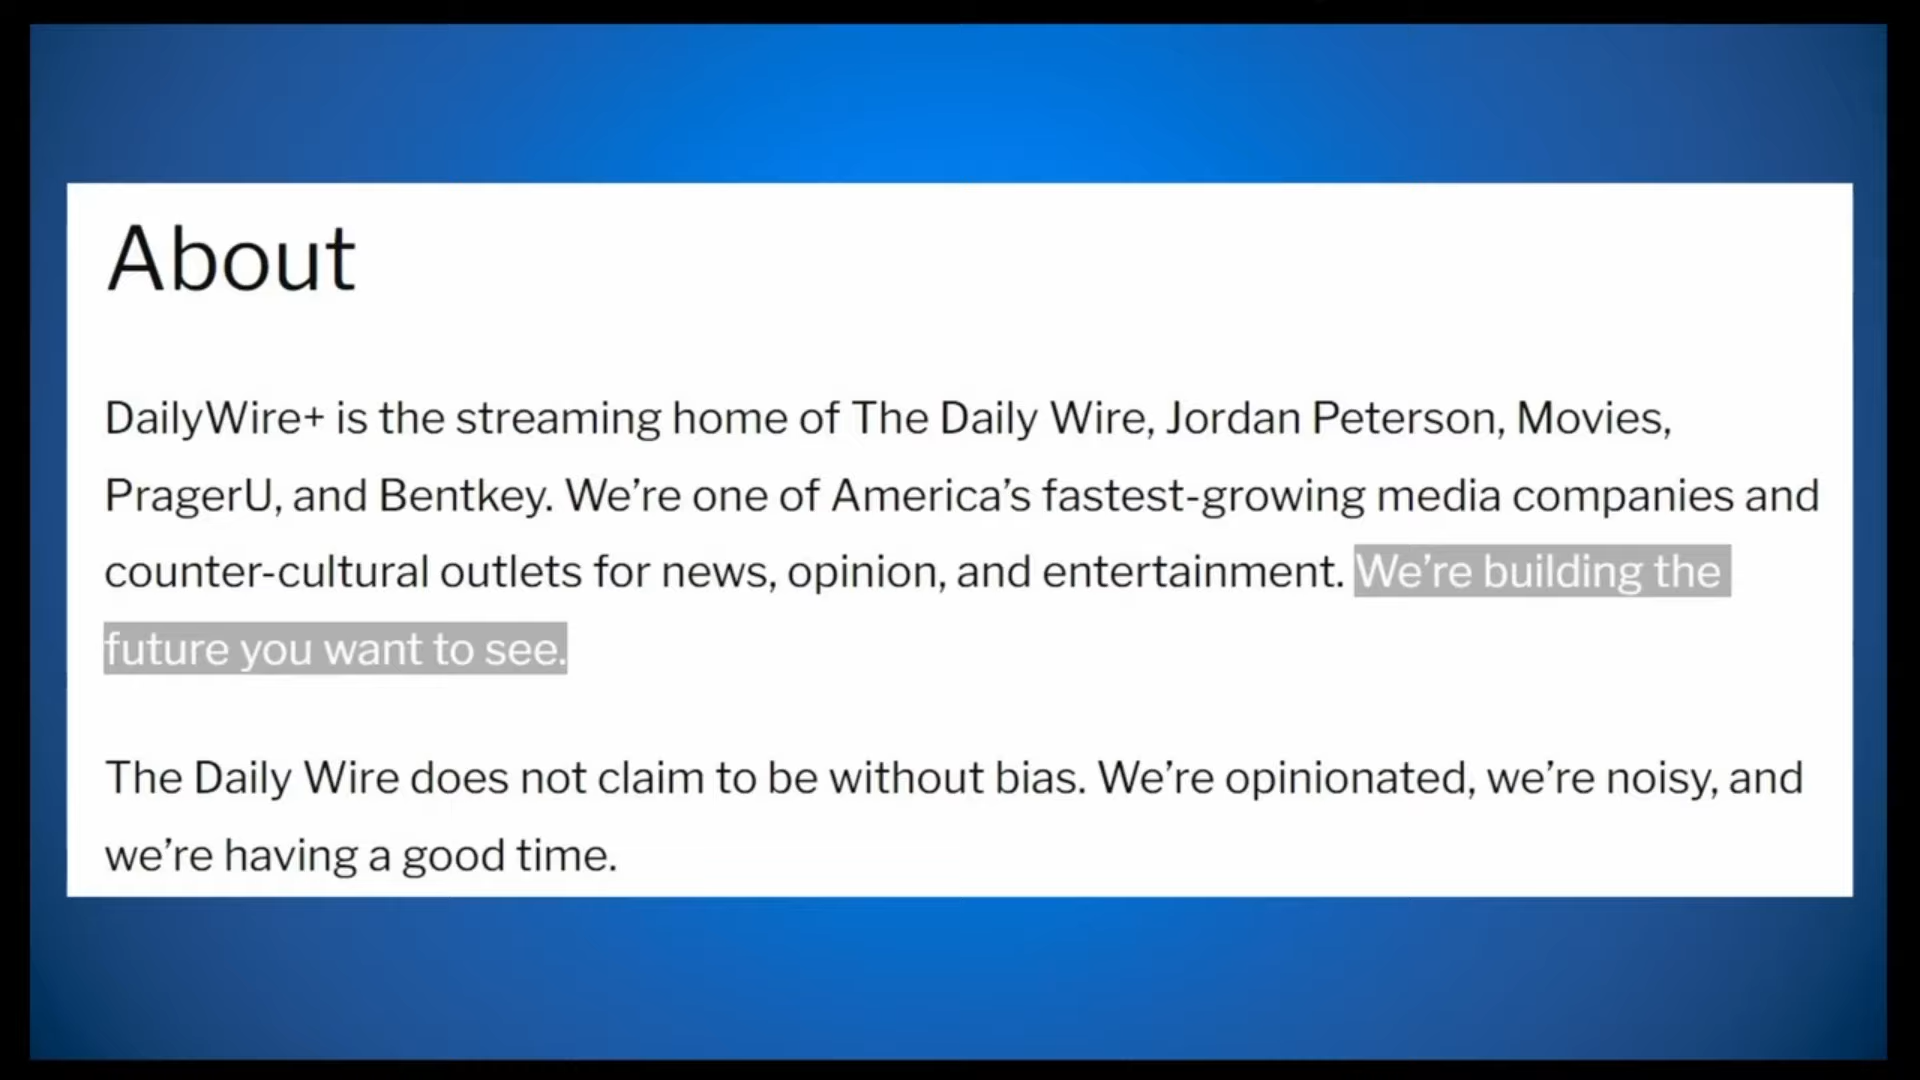 About
DailyWire+ is the streaming home of The Daily Wire, Jordan Peterson, Movies,
PragerU, and Bentkey. We’re one of America’s fastest-growing media companies and
counter-cultural outlets for news, opinion, and entertainment. We’re building the
future you want to see.
The Daily Wire does not claim to be without bias. We’re opinionated, we’re noisy, and
we’re having a good time.